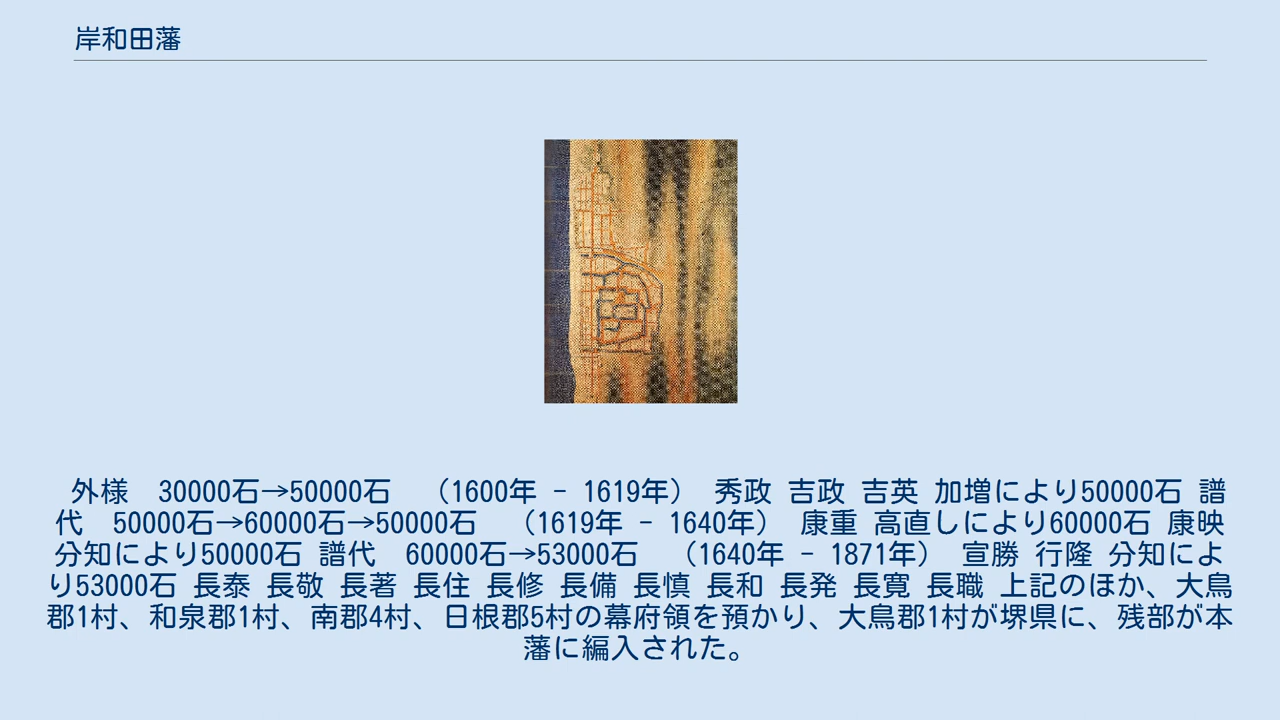 岸和田藩
外様　30000石→50000石　（1600年 - 1619年） 秀政 吉政 吉英 加増により50000石 譜
代　50000石→60000石→50000石　（1619年 - 1640年） 康重 高直しにより60000石 康映
分知により50000石 譜代　60000石→53000石　（1640年 - 1871年） 宣勝 行隆 分知によ
り53000石 長泰 長敬 長著 長住 長修 長備 長慎 長和 長発 長寛 長職 上記のほか、大鳥
郡1村、和泉郡1村、南郡4村、日根郡5村の幕府領を預かり、大鳥郡1村が堺県に、残部が本
藩に編入された。